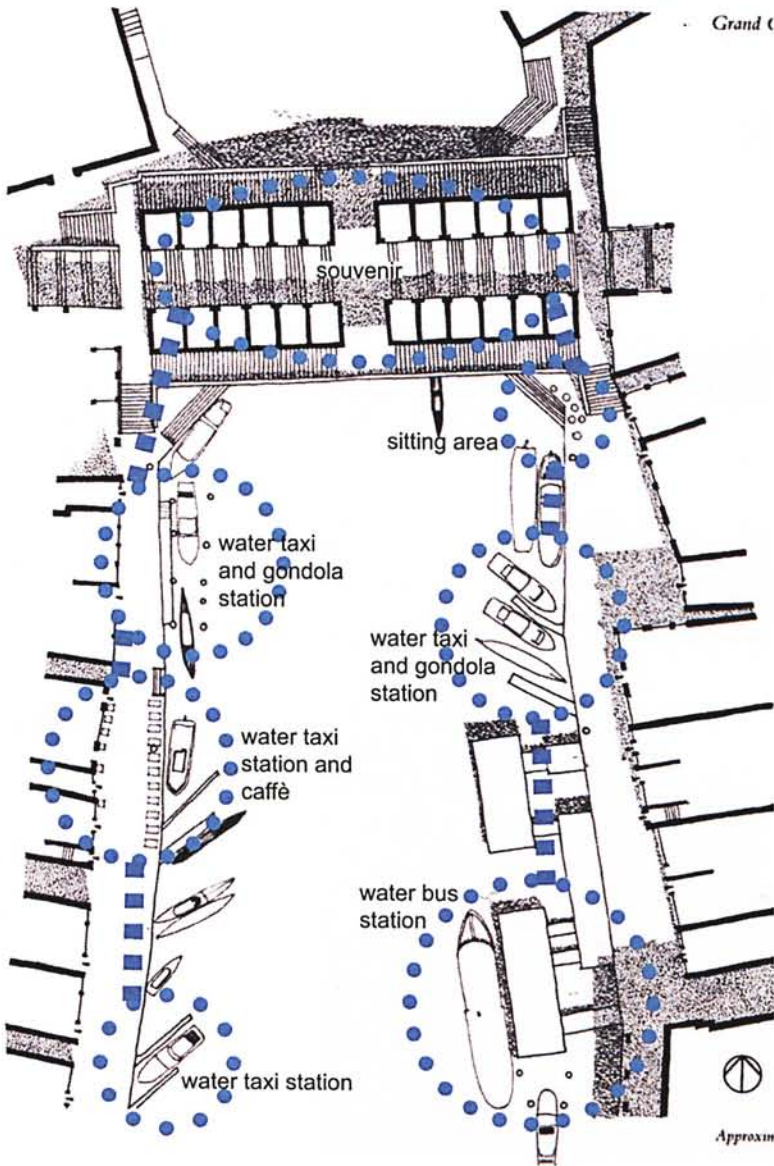 Grand
souvenir
sitting area
water taxi
and gondola
station
water taxi
and gondola
station
water taxi
station and
caffè
water bus
station
water taxi station